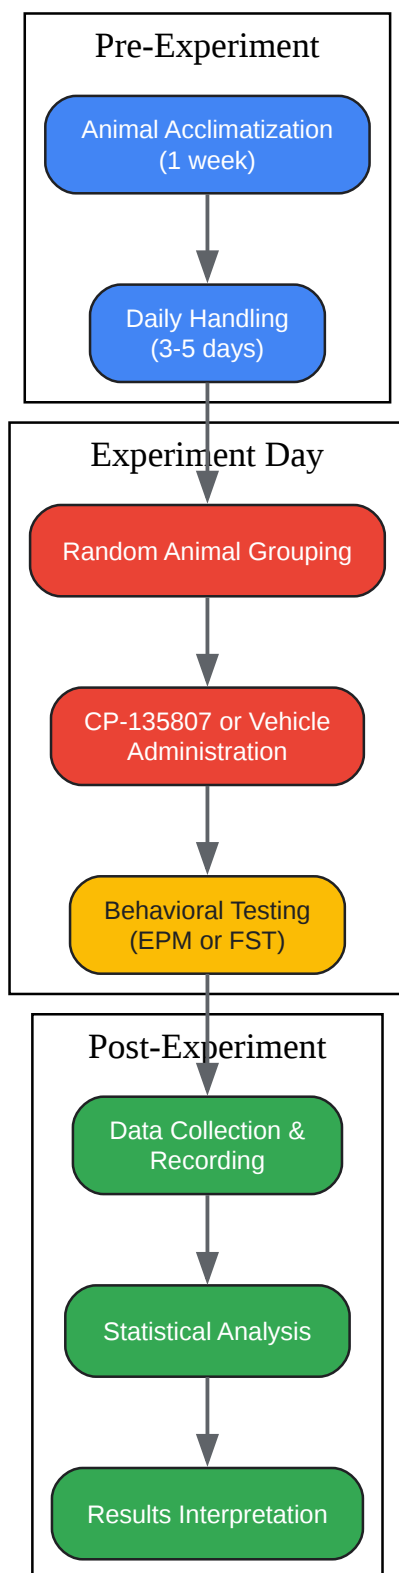 Pre-Experiment
Animal Acclimatization
(1 week)
Daily Handling
(3-5 days)
Experiment Day
Random Animal Grouping
CP-135807 or Vehicle
Administration
Behavioral Testing
(EPM or FST)
Post-Experiment
Data Collection &
Recording
Statistical Analysis
Results Interpretation